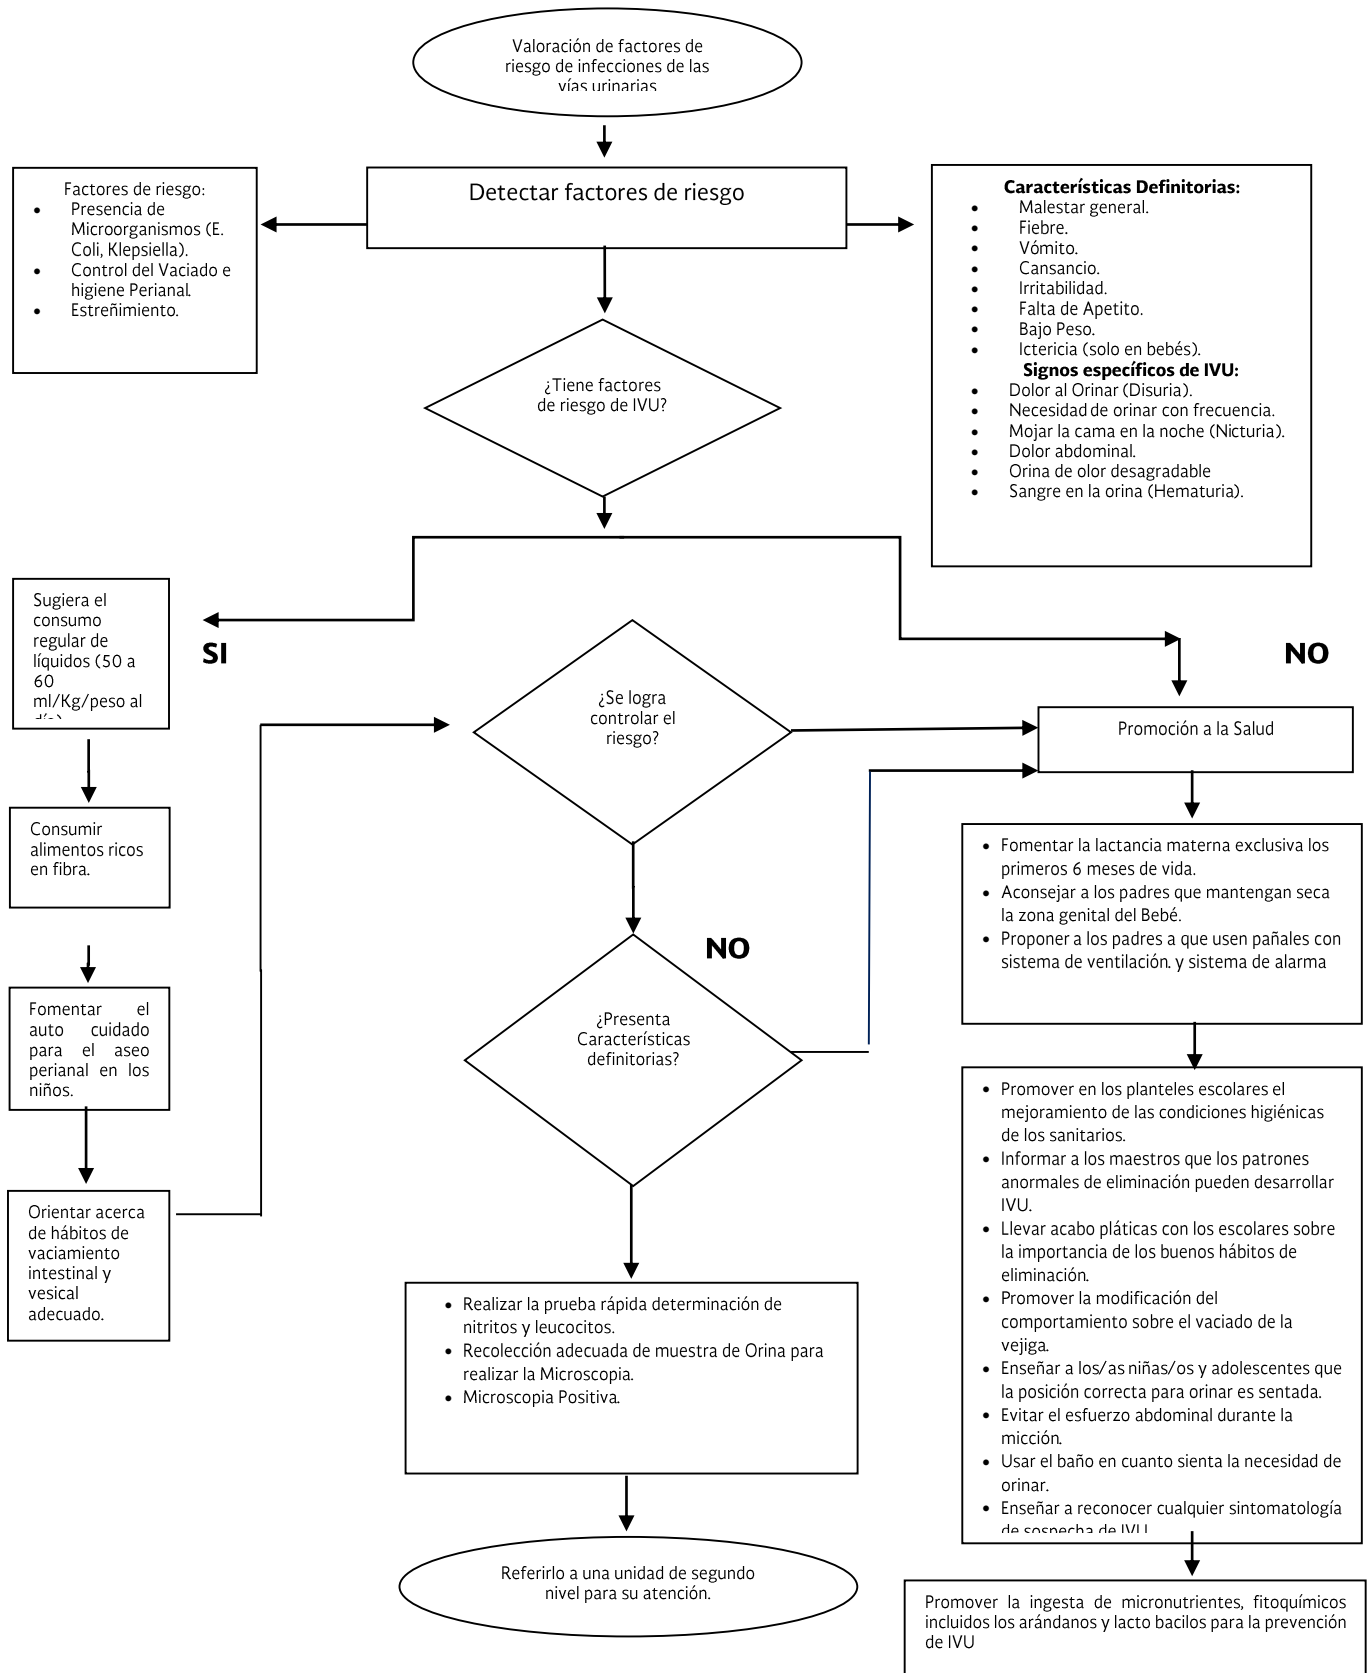 Valoración de factores de
riesgo de infecciones de las
vías urinarias
Detectar factores de riesgo
Factores de riesgo:
• Presencia de
Microorganismos (E.
Coli, Klepsiella).
• Control del Vaciado e
higiene Perianal.
• Estreñimiento.
Características Definitorias:
• Malestar general.
• Fiebre.
• Vómito.
• Cansancio.
• Irritabilidad.
• Falta de Apetito.
• Bajo Peso.
• Ictericia (solo en bebés).
Signos específicos de IVU:
• Dolor al Orinar (Disuria).
• Necesidad de orinar con frecuencia.
• Mojar la cama en la noche (Nicturia).
• Dolor abdominal.
• Orina de olor desagradable
• Sangre en la orina (Hematuria).
¿Tiene factores
de riesgo de IVU?
SI
NO
Sugiera el
consumo
regular de
líquidos (50 a
60
ml/Kg/peso al
día)
Consumir
alimentos ricos
en fibra.
Fomentar el
auto cuidado
para el aseo
perianal en los
niños.
Orientar acerca
de hábitos de
vaciamiento
intestinal y
vesical
adecuado.
¿Se logra
controlar el
riesgo?
NO
¿Presenta
Características
definitorias?
• Realizar la prueba rápida determinación de
nitritos y leucocitos.
• Recolección adecuada de muestra de Orina para
realizar la Microscopia.
• Microscopia Positiva.
Referirlo a una unidad de segundo
nivel para su atención.
Promoción a la Salud
• Fomentar la lactancia materna exclusiva los
primeros 6 meses de vida.
• Aconsejar a los padres que mantengan seca
la zona genital del Bebé.
• Proponer a los padres a que usen pañales con
sistema de ventilación. y sistema de alarma
• Promover en los planteles escolares el
mejoramiento de las condiciones higiénicas
de los sanitarios.
• Informar a los maestros que los patrones
anormales de eliminación pueden desarrollar
IVU.
• Llevar acabo pláticas con los escolares sobre
la importancia de los buenos hábitos de
eliminación.
• Promover la modificación del
comportamiento sobre el vaciado de la
vejiga.
• Enseñar a los/as niñas/os y adolescentes que
la posición correcta para orinar es sentada.
• Evitar el esfuerzo abdominal durante la
micción.
• Usar el baño en cuanto sienta la necesidad de
orinar.
• Enseñar a reconocer cualquier sintomatología
de sospecha de IVU
Promover la ingesta de micronutrientes, fitoquímicos
incluidos los arándanos y lacto bacilos para la prevención
de IVU